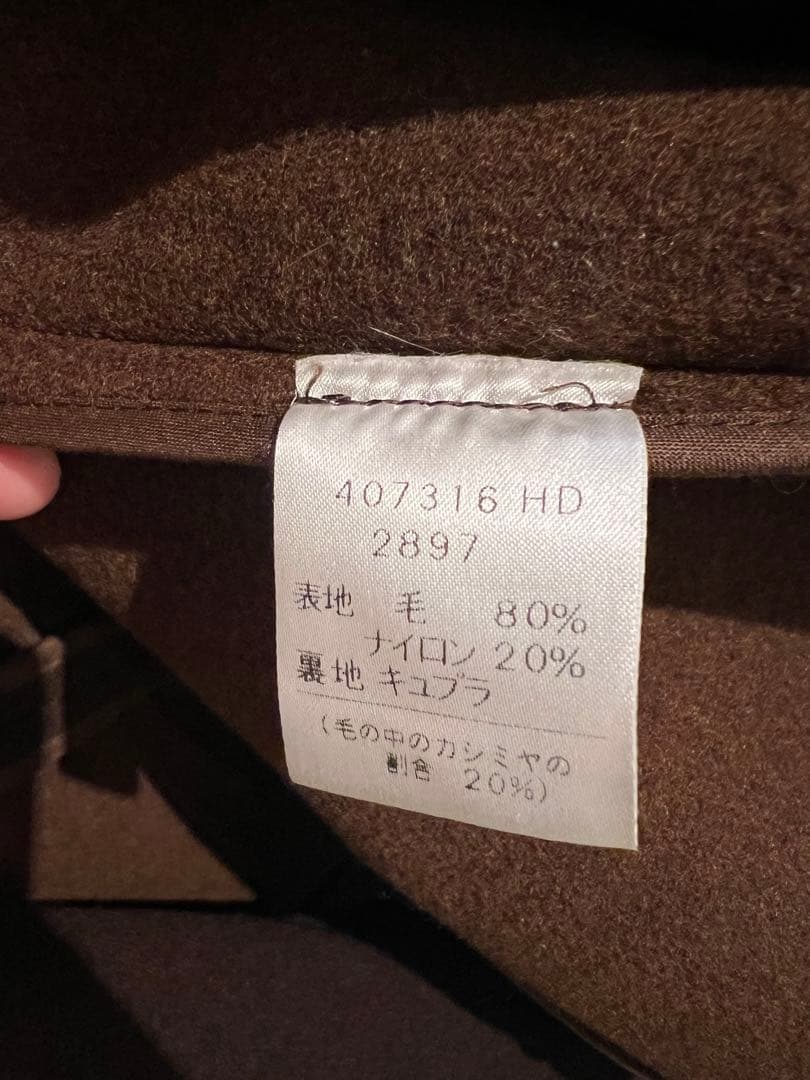 407316 HD
2897
表地 毛 80%
ナイロン 20%
裏地 キュプラ
(毛の中のカシミヤの
割合 20%)